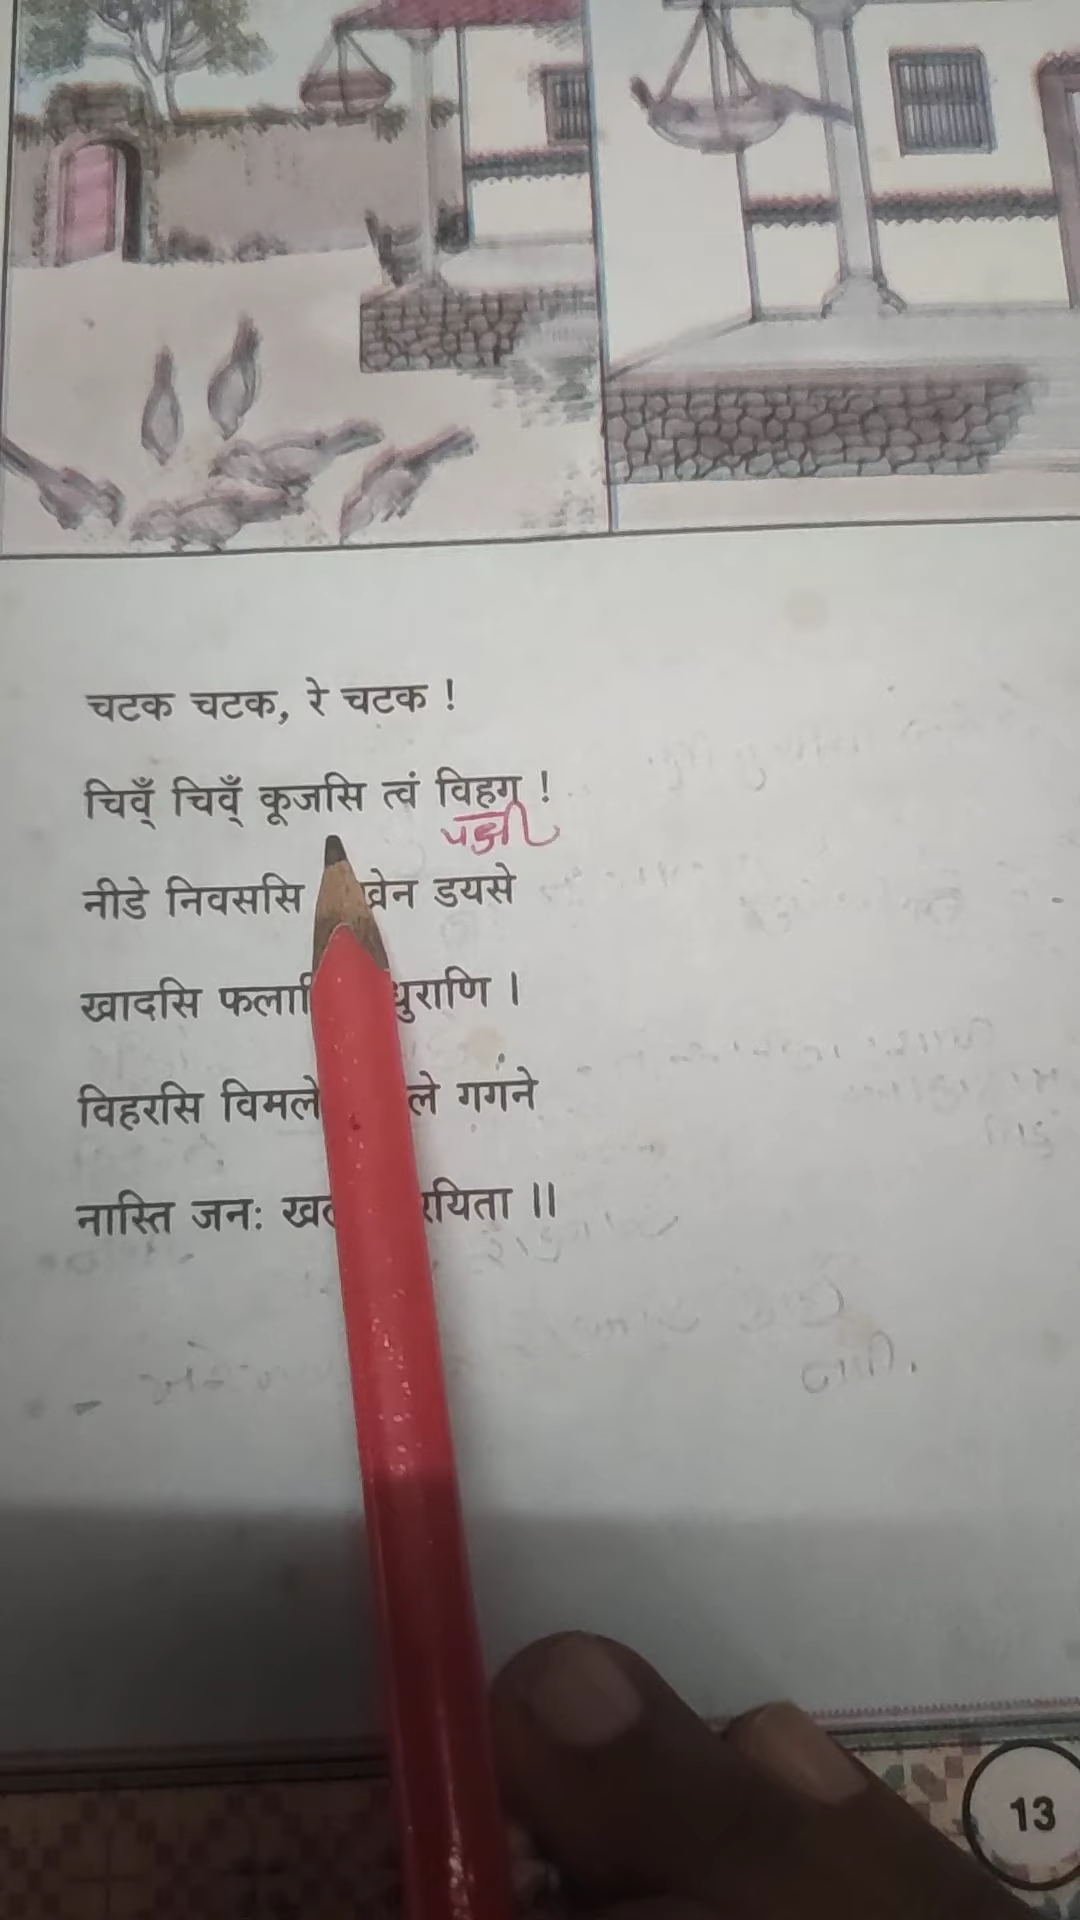 चटक चटक, रे चटक !
चिवँ् चिवँ् कूजसि त्वं विहग !
पक्षी
नीडे निवससि खेन डयसे
खादसि फलानि धुराणि ।
विहरसि विमले ले गगने
नास्ति जनः रयिता ॥
13